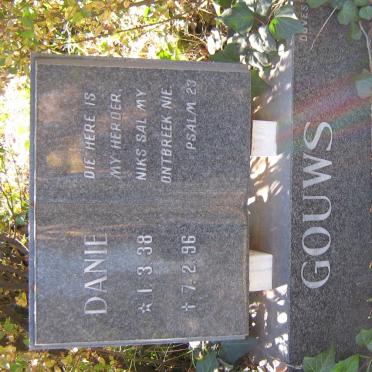 DANIE
☆ 1.3.38
✝ 7.2.96
DIE HERE IS
MY HERDER,
NIKS SAL MY
ONTBREEK NIE.
PSALM 23
GOUWS